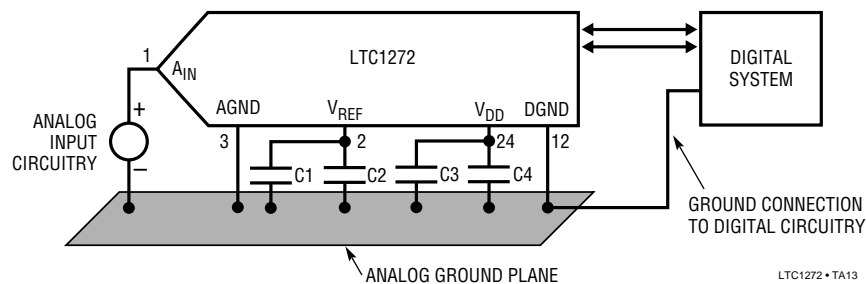 LTC1272
DIGITAL
SYSTEM
1
AIN
AGND
VREF
VDD
DGND
ANALOG
INPUT
CIRCUITRY
+
–
3
2
24
12
C1
C2
C3
C4
GROUND CONNECTION
TO DIGITAL CIRCUITRY
ANALOG GROUND PLANE
LTC1272 • TA13